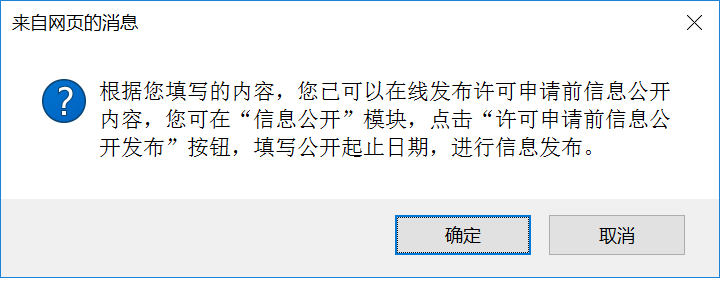 来自网页的消息
根据您填写的内容，您已可以在线发布许可申请前信息公开
内容，您可在“信息公开”模块，点击“许可申请前信息公
开发布”按钮，填写公开起止日期，进行信息发布。
确定
取消